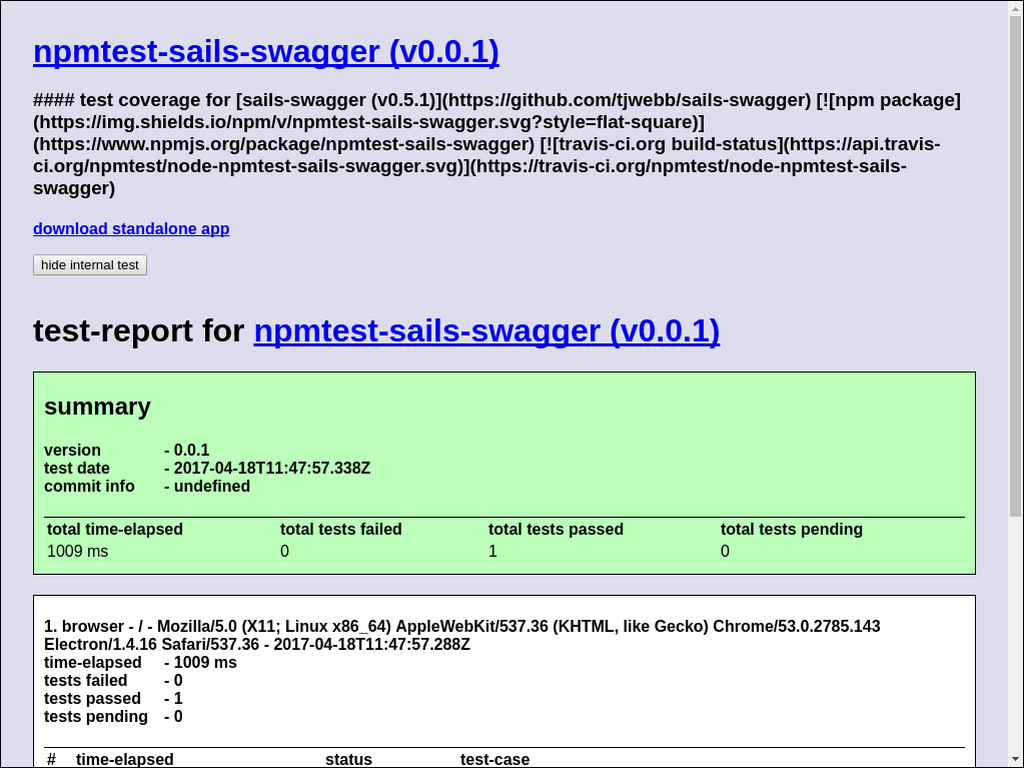 npmtest-sails-swagger (v0.0.1)
#### test coverage for [sails-swagger (v0.5.1)](https://github.com/tjwebb/sails-swagger) [![npm package]
(https://img.shields.io/npm/v/npmtest-sails-swagger.svg?style=flat-square)]
(https://www.npmjs.org/package/npmtest-sails-swagger) [![travis-ci.org build-status](https://api.travis-
ci.org/npmtest/node-npmtest-sails-swagger.svg)](https://travis-ci.org/npmtest/node-npmtest-sails-
swagger)
download standalone app
hide internal test
test-report for npmtest-sails-swagger (v0.0.1)
summary
version - 0.0.1
test date - 2017-04-18T11:47:57.338Z
commit info - undefined
total time-elapsed total tests failed total tests passed total tests pending
1009 ms 0 1 0
1. browser - / - Mozilla/5.0 (X11; Linux x86_64) AppleWebKit/537.36 (KHTML, like Gecko) Chrome/53.0.2785.143
Electron/1.4.16 Safari/537.36 - 2017-04-18T11:47:57.288Z
time-elapsed - 1009 ms
tests failed - 0
tests passed - 1
tests pending - 0
# time-elapsed status test-case